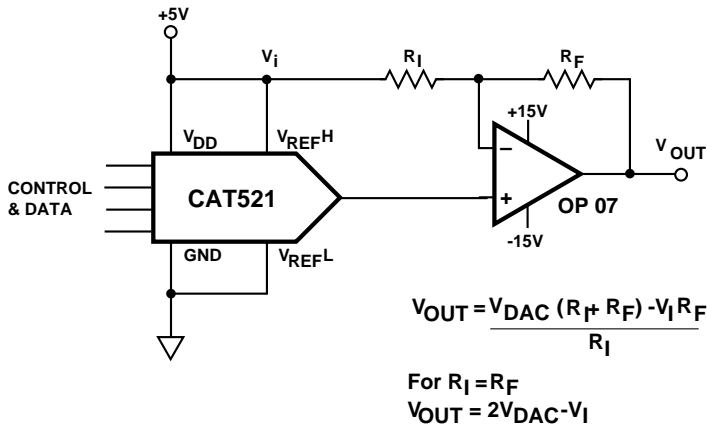 +5V
Vi
RI
RF
+15V
VDD
VREFH
–
VOUT
CONTROL
& DATA
CAT521
+
OP 07
-15V
GND
VREFL
VOUT = VDAC (RI+ RF) -VI RF
RI
For RI = RF
VOUT = 2VDAC -VI